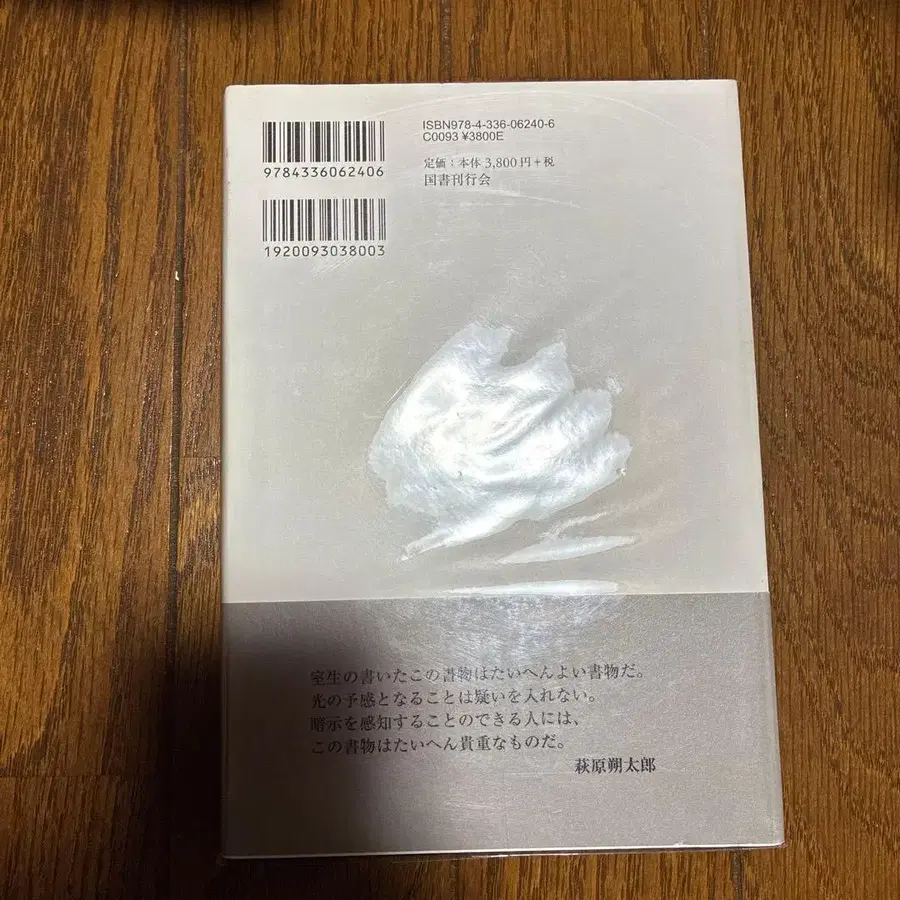 ISBN978-4-336-06240-6
C0093 ¥3800E
定価:本体3,800円+税
国書刊行会
9784336062406
1920093038003
室生の書いたこの書物はたいへんよい書物だ。
光の予感となることは疑いを入れない。
暗示を感知することのできる人には、
この書物はたいへん貴重なものだ。
萩原朔太郎